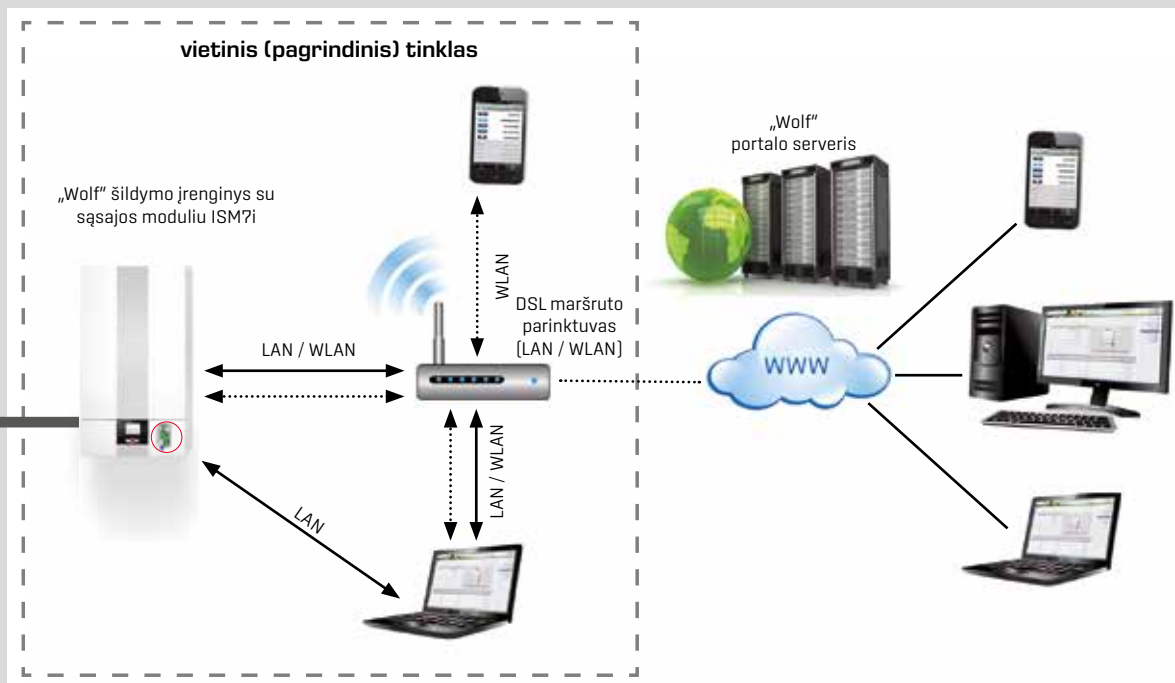 vietinis (pagrindinis) tinklas
„Wolf“ šildymo įrenginys su
sąsajos moduliu ISM7i
LAN / WLAN
WLAN
DSL maršruto
parinktuvas
(LAN / WLAN)
LAN / WLAN
LAN
„Wolf“
portalo serveris
WWW